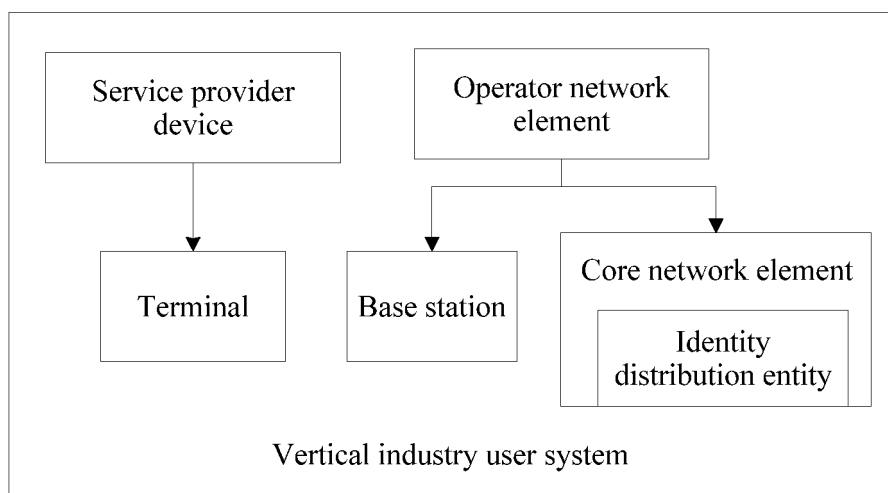 Service provider
device
Operator network
element
Terminal
Base station
Core network element
Identity
distribution entity
Vertical industry user system